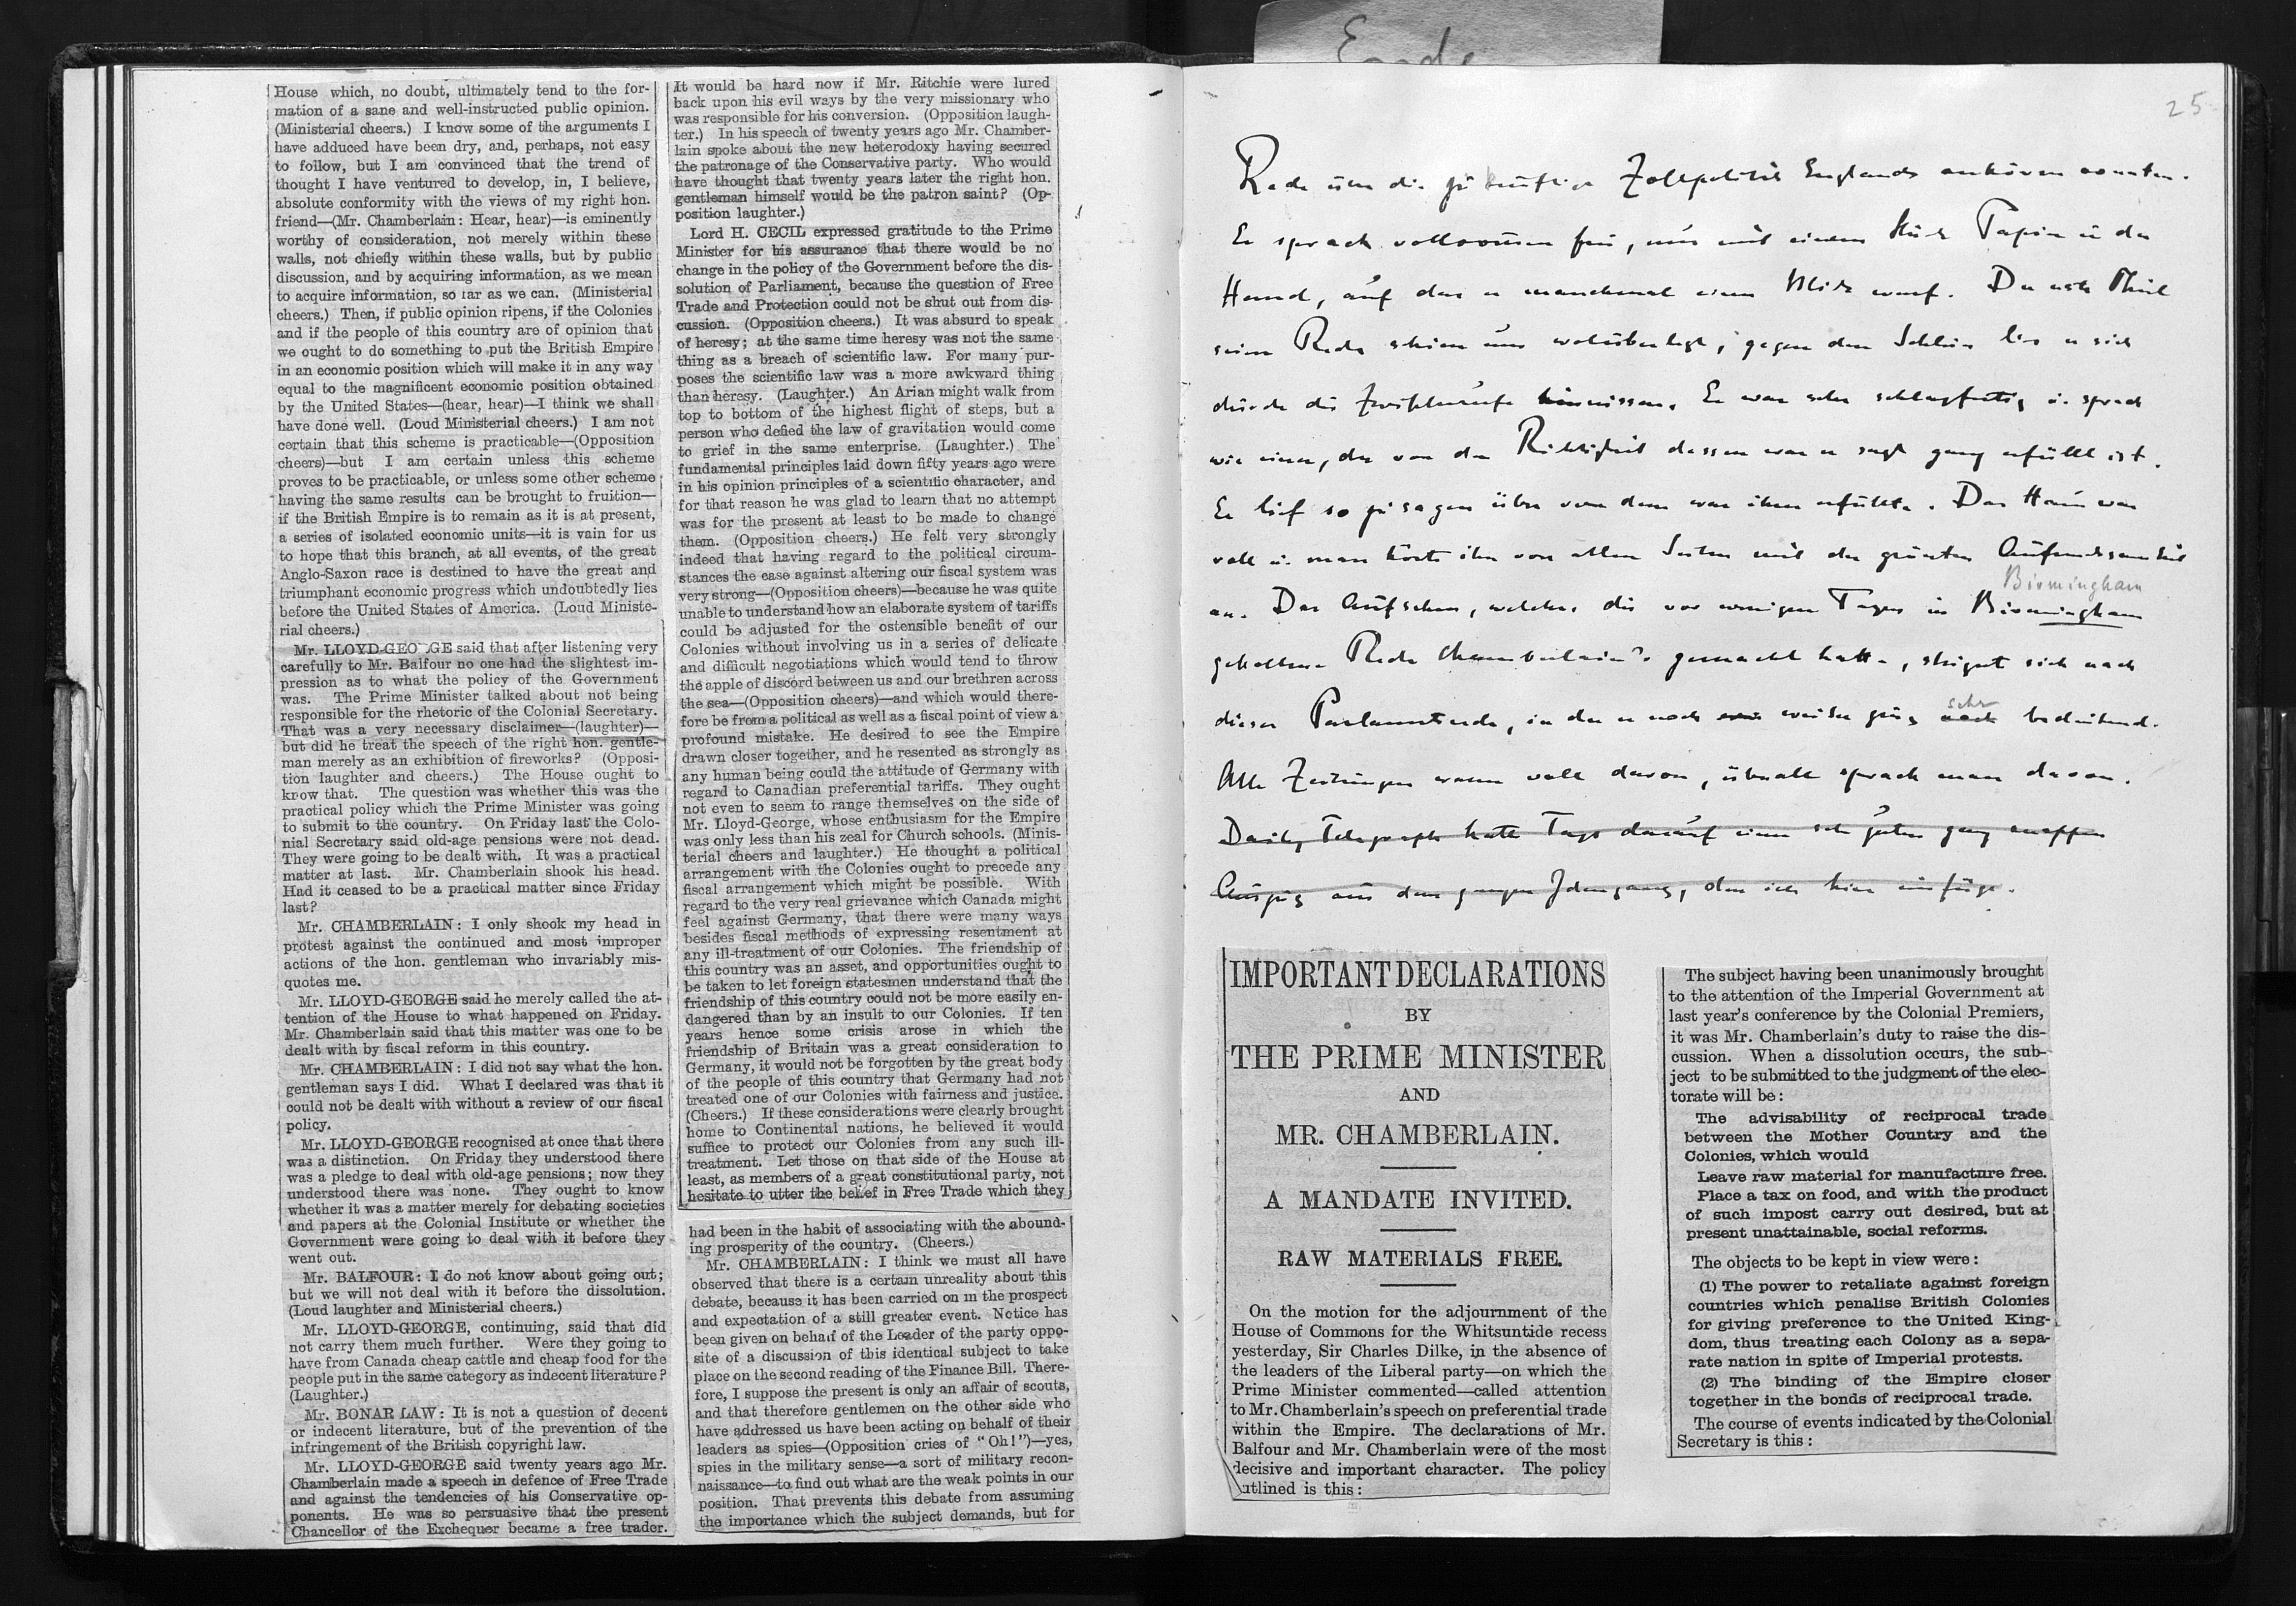 House which, no doubt, ultimately tend to the for-
mation of a sane and well-instructed public opinion.
(Ministerial cheers.) I know some of the arguments I
have adduced have been dry, and, perhaps, not easy
to follow, but I am convinced that the trend of
thought I have ventured to develop, in, I believe,
absolute conformity with the views of my right hon.
friend—(Mr. Chamberlain: Hear, hear)—is eminently
worthy of consideration, not merely within these
walls, not chiefly within these walls, but by public
discussion, and by acquiring information, as we mean
to acquire information, so far as we can. (Ministerial
cheers.) Then, if public opinion ripens, if the Colonies
and if the people of this country are of opinion that
we ought to do something to put the British Empire
in an economic position which will make it in any way
equal to the magnificent economic position obtained
by the United States—(hear, hear)—I think we shall
have done well. (Loud Ministerial cheers.) I am not
certain that this scheme is practicable—(Opposition
cheers)—but I am certain unless this scheme
proves to be practicable, or unless some other scheme
having the same results can be brought to fruition—
if the British Empire is to remain as it is at present,
a series of isolated economic units—it is vain for us
to hope that this branch, at all events, of the great
Anglo-Saxon race is destined to have the great and
triumphant economic progress which undoubtedly lies
before the United States of America. (Loud Ministe-
rial cheers.)
Mr. LLOYD-GEORGE said that after listening very
carefully to Mr. Balfour no one had the slightest im-
pression as to what the policy of the Government
was. The Prime Minister talked about not being
responsible for the rhetoric of the Colonial Secretary.
That was a very necessary disclaimer—(laughter)—
but did he treat the speech of the right hon. gentle-
man merely as an exhibition of fireworks? (Opposi-
tion laughter and cheers.) The House ought to
know that. The question was whether this was the
practical policy which the Prime Minister was going
to submit to the country. On Friday last the Colo-
nial Secretary said old-age pensions were not dead.
They were going to be dealt with. It was a practical
matter at last. Mr. Chamberlain shook his head.
Had it ceased to be a practical matter since Friday
last?
Mr. CHAMBERLAIN: I only shook my head in
protest against the continued and most improper
actions of the hon. gentleman who invariably mis-
quotes me.
Mr. LLOYD-GEORGE said he merely called the at-
tention of the House to what happened on Friday.
Mr. Chamberlain said that this matter was one to be
dealt with by fiscal reform in this country.
Mr. CHAMBERLAIN: I did not say what the hon.
gentleman says I did. What I declared was that it
could not be dealt with without a review of our fiscal
policy.
Mr. LLOYD-GEORGE recognised at once that there
was a distinction. On Friday they understood there
was a pledge to deal with old-age pensions; now they
understood there was none. They ought to know
whether it was a matter merely for debating societies
and papers at the Colonial Institute or whether the
Government were going to deal with it before they
went out.
Mr. BALFOUR: I do not know about going out;
but we will not deal with it before the dissolution.
(Loud laughter and Ministerial cheers.)
Mr. LLOYD-GEORGE, continuing, said that did
not carry them much further. Were they going to
have from Canada cheap cattle and cheap food for the
people put in the same category as indecent literature?
(Laughter.)
Mr. BONAR LAW: It is not a question of decent
or indecent literature, but of the prevention of the
infringement of the British copyright law.
Mr. LLOYD-GEORGE said twenty years ago Mr.
Chamberlain made a speech in defence of Free Trade
and against the tendencies of his Conservative op-
ponents. He was so persuasive that the present
Chancellor of the Exchequer became a free trader.
It would be hard now if Mr. Ritchie were lured
back upon his evil ways by the very missionary who
was responsible for his conversion. (Opposition laugh-
ter.) In his speech of twenty years ago Mr. Chamber-
lain spoke about the new heterodoxy having secured
the patronage of the Conservative party. Who would
have thought that twenty years later the right hon.
gentleman himself would be the patron saint? (Op-
position laughter.)
Lord H. CECIL expressed gratitude to the Prime
Minister for his assurance that there would be no
change in the policy of the Government before the dis-
solution of Parliament, because the question of Free
Trade and Protection could not be shut out from dis-
cussion. (Opposition cheers.) It was absurd to speak
of heresy; at the same time heresy was not the same
thing as a breach of scientific law. For many pur-
poses the scientific law was a more awkward thing
than heresy. (Laughter.) An Arian might walk from
top to bottom of the highest flight of steps, but a
person who defied the law of gravitation would come
to grief in the same enterprise. (Laughter.) The
fundamental principles laid down fifty years ago were
in his opinion principles of a scientific character, and
for that reason he was glad to learn that no attempt
was for the present at least to be made to change
them. (Opposition cheers.) He felt very strongly
indeed that having regard to the political circum-
stances the case against altering our fiscal system was
very strong—(Opposition cheers)—because he was quite
unable to understand how an elaborate system of tariffs
could be adjusted for the ostensible benefit of our
Colonies without involving us in a series of delicate
and difficult negotiations which would tend to throw
the apple of discord between us and our brethren across
the sea—(Opposition cheers)—and which would there-
fore be from a political as well as a fiscal point of view a
profound mistake. He desired to see the Empire
drawn closer together, and he resented as strongly as
any human being could the attitude of Germany with
regard to Canadian preferential tariffs. They ought
not even to seem to range themselves on the side of
Mr. Lloyd-George, whose enthusiasm for the Empire
was only less than his zeal for Church schools. (Minis-
terial cheers and laughter.) He thought a political
arrangement with the Colonies ought to precede any
fiscal arrangement which might be possible. With
regard to the very real grievance which Canada might
feel against Germany, that there were many ways
besides fiscal methods of expressing resentment at
any ill-treatment of our Colonies. The friendship of
this country was an asset, and opportunities ought to
be taken to let foreign statesmen understand that the
friendship of this country could not be more easily en-
dangered than by an insult to our Colonies. If ten
years hence some crisis arose in which the
friendship of Britain was a great consideration to
Germany, it would not be forgotten by the great body
of the people of this country that Germany had not
treated one of our Colonies with fairness and justice.
(Cheers.) If these considerations were clearly brought
home to Continental nations, he believed it would
suffice to protect our Colonies from any such ill-
treatment. Let those on that side of the House at
least, as members of a great constitutional party, not
hesitate to utter the belief in Free Trade which they
had been in the habit of associating with the abound-
ing prosperity of the country. (Cheers.)
Mr. CHAMBERLAIN: I think we must all have
observed that there is a certain unreality about this
debate, because it has been carried on in the prospect
and expectation of a still greater event. Notice has
been given on behalf of the Leader of the party oppo-
site of a discussion of this identical subject to take
place on the second reading of the Finance Bill. There-
fore, I suppose the present is only an affair of scouts,
and that therefore gentlemen on the other side who
have addressed us have been acting on behalf of their
leaders as spies—(Opposition cries of "Oh!")—yes,
spies in the military sense—a sort of military recon-
naissance—to find out what are the weak points in our
position. That prevents this debate from assuming
the importance which the subject demands, but for
Ende
25
Rede über die zukünftige Zollpolitik Englands anhören konnten.
Er sprach vollkommen frei, nur mit einem Stück Papier in der
Hand, auf das er manchmal einen Blick warf. Der erste Theil
seiner Rede schien uns wolüberlegt, gegen den Schluss liess er sich
durch die Zwischenrufe hinreissen. Er war sehr schlagfertig u. sprach
wie einer, der von der Richtigkeit dessen was er sagt ganz erfüllt ist.
Er lief so zu sagen über von dem was ihn erfüllte. Das Haus war
voll u. man hörte ihn von allen Seiten mit der grössten Aufmerksamkeit
Birmingham
an. Das Aufsehen, welches die vor wenigen Tagen in Birmingham
gehaltene Rede Chamberlain's gemacht hatte, steigert sich nach
sehr
dieser Parlamentsrede, in der er noch weiter ging noch bedeutend.
Alle Zeitungen waren voll davon, überall sprach man davon.
Daily Telegraph hatte Tags darauf einen sehr guten ganz knappen
Auszug aus dem ganzen Ideengang, den ich hier einfüge.
IMPORTANT DECLARATIONS
BY
THE PRIME MINISTER
AND
MR. CHAMBERLAIN.
A MANDATE INVITED.
RAW MATERIALS FREE.
On the motion for the adjournment of the
House of Commons for the Whitsuntide recess
yesterday, Sir Charles Dilke, in the absence of
the leaders of the Liberal party—on which the
Prime Minister commented—called attention
to Mr. Chamberlain's speech on preferential trade
within the Empire. The declarations of Mr.
Balfour and Mr. Chamberlain were of the most
decisive and important character. The policy
utlined is this:
The subject having been unanimously brought
to the attention of the Imperial Government at
last year's conference by the Colonial Premiers,
it was Mr. Chamberlain's duty to raise the dis-
cussion. When a dissolution occurs, the sub-
ject to be submitted to the judgment of the elec-
torate will be:
The advisability of reciprocal trade
between the Mother Country and the
Colonies, which would
Leave raw material for manufacture free.
Place a tax on food, and with the product
of such impost carry out desired, but at
present unattainable, social reforms.
The objects to be kept in view were:
(1) The power to retaliate against foreign
countries which penalise British Colonies
for giving preference to the United King-
dom, thus treating each Colony as a sepa-
rate nation in spite of Imperial protests.
(2) The binding of the Empire closer
together in the bonds of reciprocal trade.
The course of events indicated by the Colonial
Secretary is this: